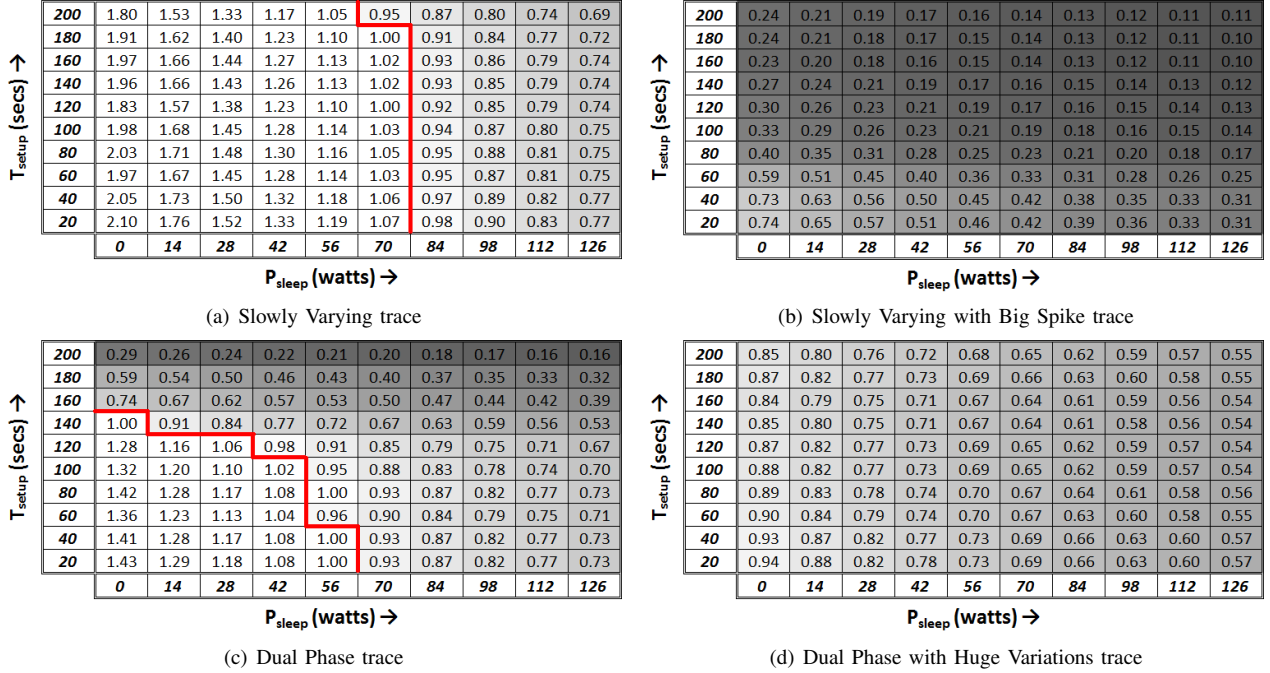 200 1.80 1.53 1.33 1.17 1.05 0.95 0.87 0.80 0.74 0.69
180 1.91 1.62 1.40 1.23 1.10 1.00 0.91 0.84 0.77 0.72
160 1.97 1.66 1.44 1.27 1.13 1.02 0.93 0.86 0.79 0.74
140 1.96 1.66 1.43 1.26 1.13 1.02 0.93 0.85 0.79 0.74
120 1.83 1.57 1.38 1.23 1.10 1.00 0.92 0.85 0.79 0.74
100 1.98 1.68 1.45 1.28 1.14 1.03 0.94 0.87 0.80 0.75
80 2.03 1.71 1.48 1.30 1.16 1.05 0.95 0.88 0.81 0.75
60 1.97 1.67 1.45 1.28 1.14 1.03 0.95 0.87 0.81 0.75
40 2.05 1.73 1.50 1.32 1.18 1.06 0.97 0.89 0.82 0.77
20 2.10 1.76 1.52 1.33 1.19 1.07 0.98 0.90 0.83 0.77
0 14 28 42 56 70 84 98 112 126
Tsetup (secs) →
Psleep (watts) →
(a) Slowly Varying trace
200 0.24 0.21 0.19 0.17 0.16 0.14 0.13 0.12 0.11 0.11
180 0.24 0.21 0.18 0.17 0.15 0.14 0.13 0.12 0.11 0.10
160 0.23 0.20 0.18 0.16 0.15 0.14 0.13 0.12 0.11 0.10
140 0.27 0.24 0.21 0.19 0.17 0.16 0.15 0.14 0.13 0.12
120 0.30 0.26 0.23 0.21 0.19 0.17 0.16 0.15 0.14 0.13
100 0.33 0.29 0.26 0.23 0.21 0.19 0.18 0.16 0.15 0.14
80 0.40 0.35 0.31 0.28 0.25 0.23 0.21 0.20 0.18 0.17
60 0.59 0.51 0.45 0.40 0.36 0.33 0.31 0.28 0.26 0.25
40 0.73 0.63 0.56 0.50 0.45 0.42 0.38 0.35 0.33 0.31
20 0.74 0.65 0.57 0.51 0.46 0.42 0.39 0.36 0.33 0.31
0 14 28 42 56 70 84 98 112 126
Tsetup (secs) →
Psleep (watts) →
(b) Slowly Varying with Big Spike trace
200 0.29 0.26 0.24 0.22 0.21 0.20 0.18 0.17 0.16 0.16
180 0.59 0.54 0.50 0.46 0.43 0.40 0.37 0.35 0.33 0.32
160 0.74 0.67 0.62 0.57 0.53 0.50 0.47 0.44 0.42 0.39
140 1.00 0.91 0.84 0.77 0.72 0.67 0.63 0.59 0.56 0.53
120 1.28 1.16 1.06 0.98 0.91 0.85 0.79 0.75 0.71 0.67
100 1.32 1.20 1.10 1.02 0.95 0.88 0.83 0.78 0.74 0.70
80 1.42 1.28 1.17 1.08 1.00 0.93 0.87 0.82 0.77 0.73
60 1.36 1.23 1.13 1.04 0.96 0.90 0.84 0.79 0.75 0.71
40 1.41 1.28 1.17 1.08 1.00 0.93 0.87 0.82 0.77 0.73
20 1.43 1.29 1.18 1.08 1.00 0.93 0.87 0.82 0.77 0.73
0 14 28 42 56 70 84 98 112 126
Tsetup (secs) →
Psleep (watts) →
(c) Dual Phase trace
200 0.85 0.80 0.76 0.72 0.68 0.65 0.62 0.59 0.57 0.55
180 0.87 0.82 0.77 0.73 0.69 0.66 0.63 0.60 0.58 0.55
160 0.84 0.79 0.75 0.71 0.67 0.64 0.61 0.59 0.56 0.54
140 0.85 0.80 0.75 0.71 0.67 0.64 0.61 0.58 0.56 0.54
120 0.87 0.82 0.77 0.73 0.69 0.65 0.62 0.59 0.57 0.54
100 0.88 0.82 0.77 0.73 0.69 0.65 0.62 0.59 0.57 0.54
80 0.89 0.83 0.78 0.74 0.70 0.67 0.64 0.61 0.58 0.56
60 0.90 0.84 0.79 0.74 0.70 0.67 0.63 0.60 0.58 0.55
40 0.93 0.87 0.82 0.77 0.73 0.69 0.66 0.63 0.60 0.57
20 0.94 0.88 0.82 0.78 0.73 0.69 0.66 0.63 0.60 0.57
0 14 28 42 56 70 84 98 112 126
Tsetup (secs) →
Psleep (watts) →
(d) Dual Phase with Huge Variations trace